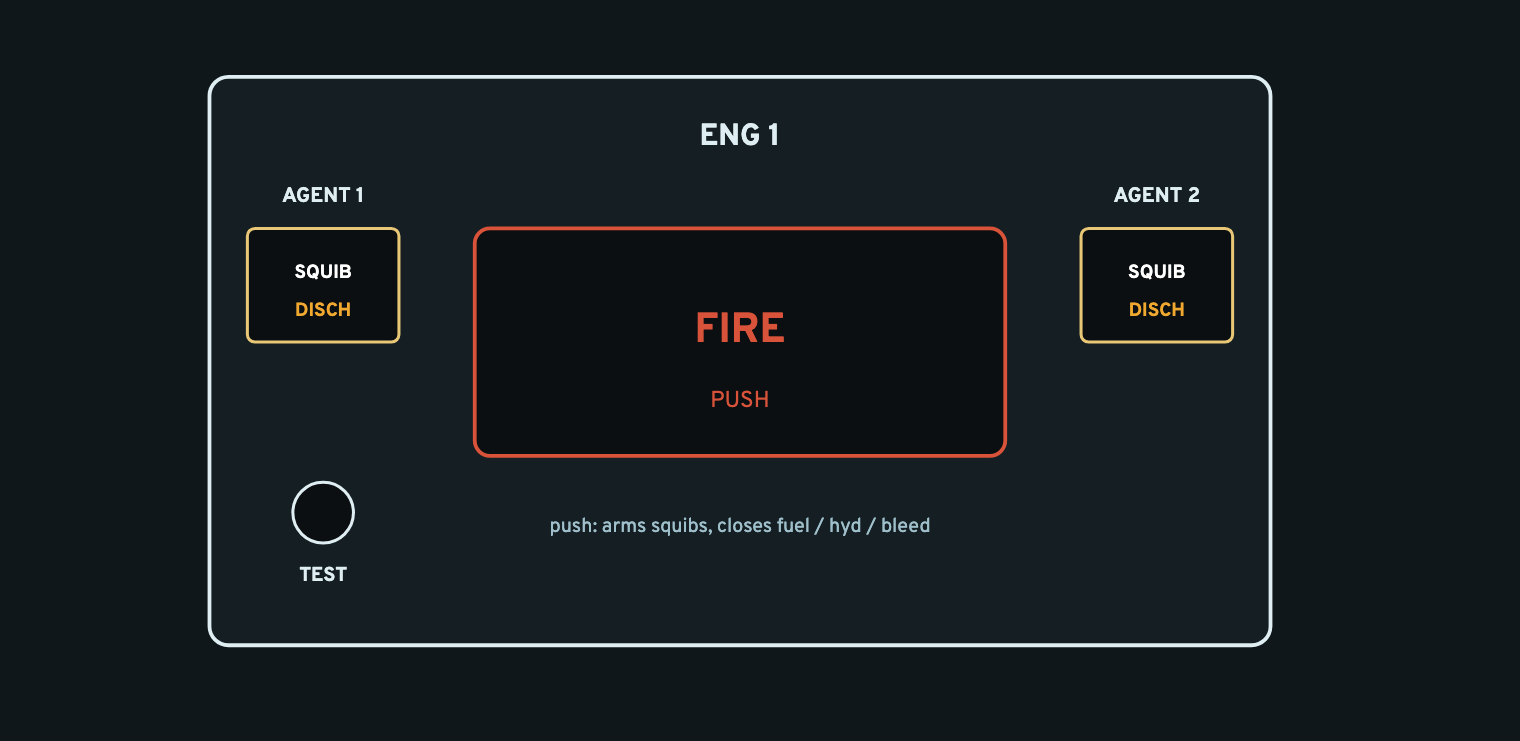 ENG 1
AGENT 1
AGENT 2
SQUIB
DISCH
FIRE
PUSH
SQUIB
DISCH
push: arms squibs, closes fuel / hyd / bleed
TEST